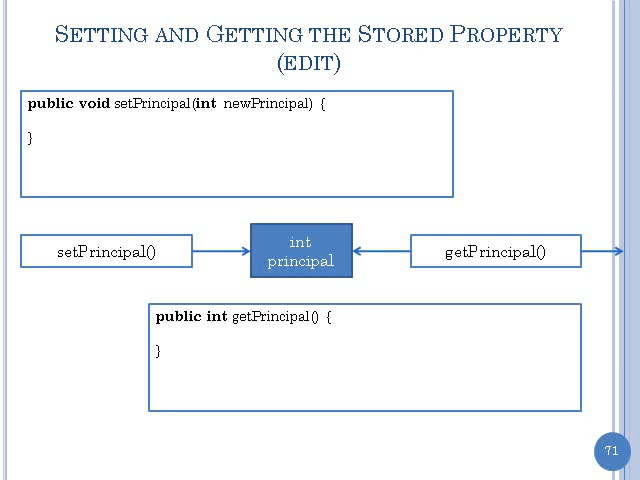 SETTING AND GETTING THE STORED PROPERTY
(EDIT)
public void setPrincipal(int newPrincipal) {
}
setPrincipal()
int
principal
getPrincipal()
public int getPrincipal() {
}
71